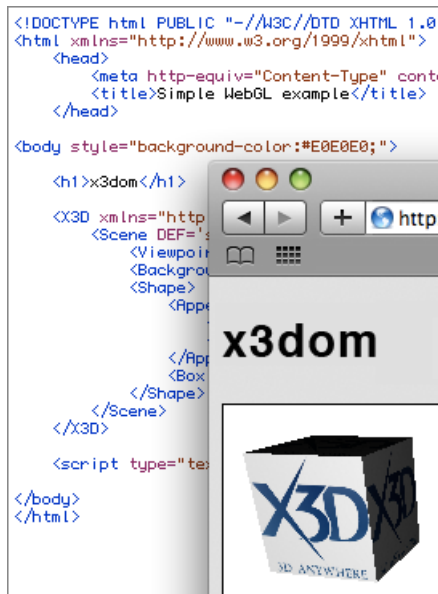 <!DOCTYPE html PUBLIC "-//W3C//DTD XHTML 1.0
<html xmlns="http://www.w3.org/1999/xhtml">
<head>
<meta http-equiv="Content-Type"
<title>Simple WebGL example</title>
</head>
<body style="background-color:#E0E0E0;">
<h1>x3dom</h1>
<X3D xmlns="http
<Scene DEF='s
<Viewpoin
<Backgrou
<Shape>
<Appe
</App
<Box
</Shape>
</Scene>
</X3D>
<script type="te
</body>
</html>
http
x3dom
X3D
3D ANYWHERE
X3D